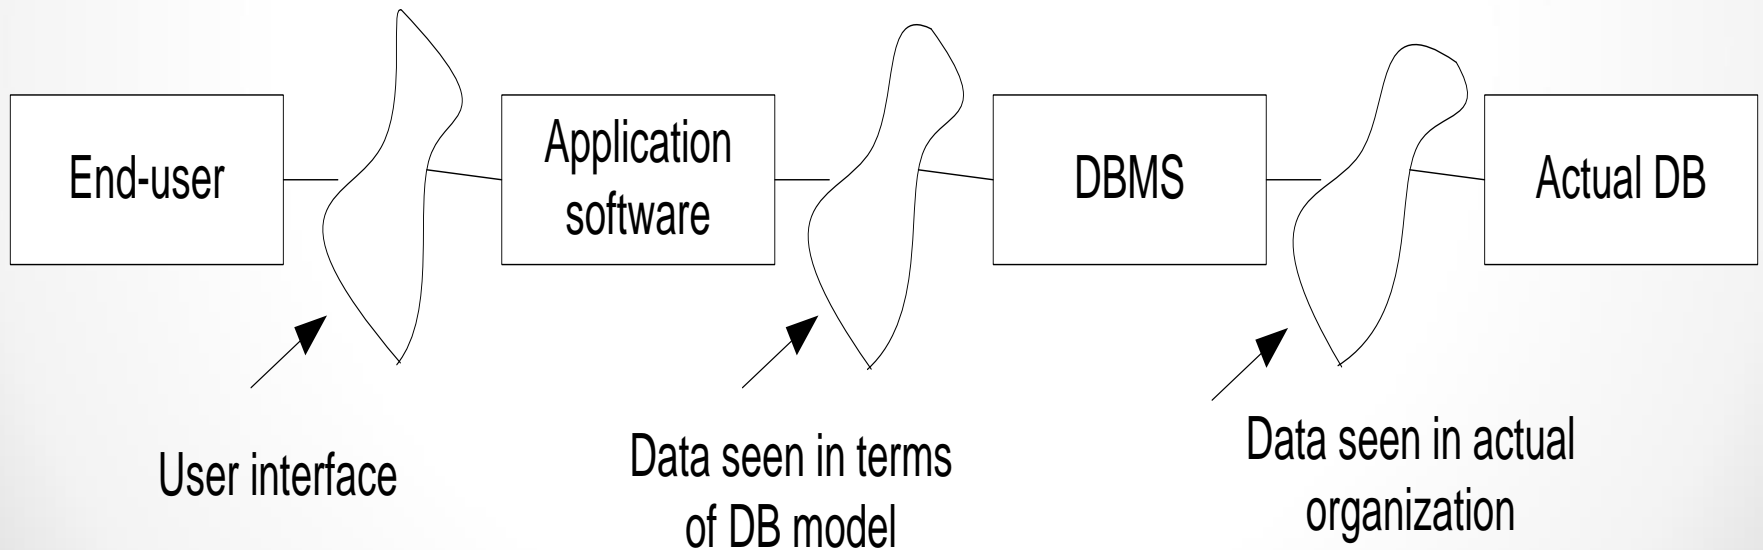 End-user
Application
software
DBMS
Actual DB
User interface
Data seen in terms
of DB model
Data seen in actual
organization